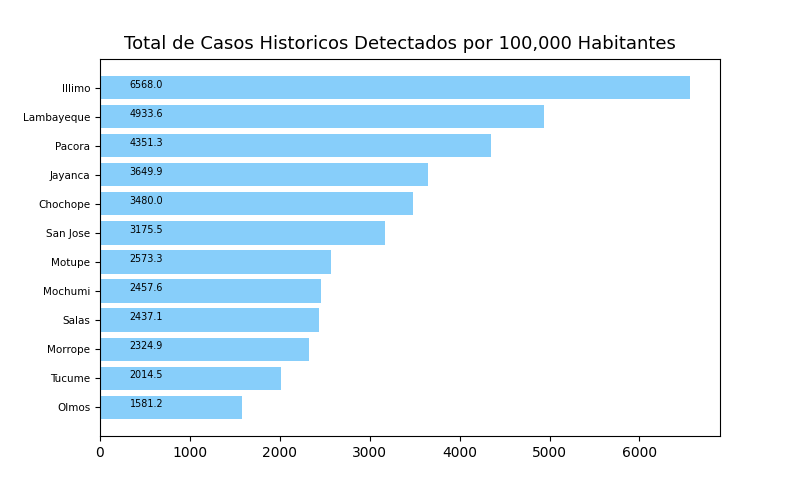 Total de Casos Historicos Detectados por 100,000 Habitantes
Illimo 6568.0
Lambayeque 4933.6
Pacora 4351.3
Jayanca 3649.9
Chochope 3480.0
San Jose 3175.5
Motupe 2573.3
Mochumi 2457.6
Salas 2437.1
Morrope 2324.9
Tucume 2014.5
Olmos 1581.2
0 1000 2000 3000 4000 5000 6000